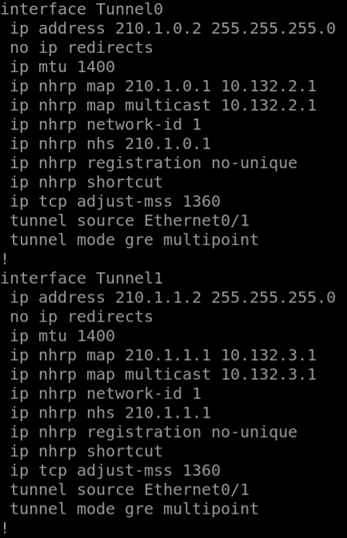 interface Tunnel0
 ip address 210.1.0.2 255.255.255.0
 no ip redirects
 ip mtu 1400
 ip nhrp map 210.1.0.1 10.132.2.1
 ip nhrp map multicast 10.132.2.1
 ip nhrp network-id 1
 ip nhrp nhs 210.1.0.1
 ip nhrp registration no-unique
 ip nhrp shortcut
 ip tcp adjust-mss 1360
 tunnel source Ethernet0/1
 tunnel mode gre multipoint
!
interface Tunnel1
 ip address 210.1.1.2 255.255.255.0
 no ip redirects
 ip mtu 1400
 ip nhrp map 210.1.1.1 10.132.3.1
 ip nhrp map multicast 10.132.3.1
 ip nhrp network-id 1
 ip nhrp nhs 210.1.1.1
 ip nhrp registration no-unique
 ip nhrp shortcut
 ip tcp adjust-mss 1360
 tunnel source Ethernet0/1
 tunnel mode gre multipoint
!